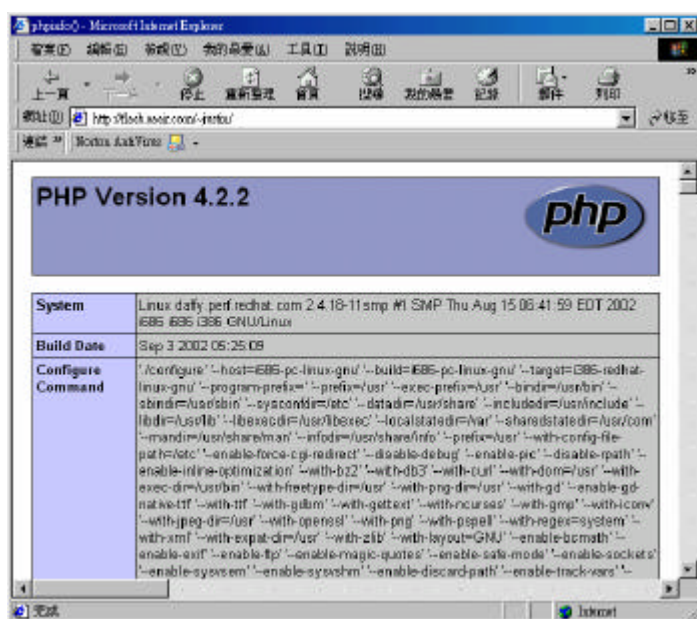 phpinfo() - Microsoft Internet Explorer
檔案(F) 編輯(E) 檢視(V) 我的最愛(A) 工具(T) 說明(H)
上一頁 停止 重新整理 首頁 搜尋 我的最愛 記錄 郵件 列印
網址(D) 移至
連結 Norton AntiVirus
PHP Version 4.2.2
php
System Linux daffy.perf.redhat.com 2.4.18-11smp #1 SMP Thu Aug 15 06:41:59 EDT 2002
i686 i686 i386 GNU/Linux
Build Date Sep 3 2002 05:25:09
Configure './configure' '--host=i686-pc-linux-gnu' '--build=i686-pc-linux-gnu' '--target=i386-redhat-
Command linux-gnu' '--program-prefix=' '--prefix=/usr' '--exec-prefix=/usr' '--bindir=/usr/bin' '--
sbindir=/usr/sbin' '--sysconfdir=/etc' '--datadir=/usr/share' '--includedir=/usr/include' '--
libdir=/usr/lib' '--libexecdir=/usr/libexec' '--localstatedir=/var' '--sharedstatedir=/usr/com'
'--mandir=/usr/share/man' '--infodir=/usr/share/info' '--prefix=/usr' '--with-config-file-
path=/etc' '--enable-force-cgi-redirect' '--disable-debug' '--enable-pic' '--disable-rpath' '--
enable-inline-optimization' '--with-bz2' '--with-db3' '--with-curl' '--with-dom=/usr' '--with-
exec-dir=/usr/bin' '--with-freetype-dir=/usr' '--with-png-dir=/usr' '--with-gd' '--enable-gd-
native-ttf' '--with-ttf' '--with-gdbm' '--with-gettext' '--with-ncurses' '--with-gmp' '--with-iconv'
'--with-jpeg-dir=/usr' '--with-openssl' '--with-png' '--with-pspell' '--with-regex=system' '--
with-xml' '--with-expat-dir=/usr' '--with-zlib' '--with-layout=GNU' '--enable-bcmath' '--
enable-exif' '--enable-ftp' '--enable-magic-quotes' '--enable-safe-mode' '--enable-sockets'
'--enable-sysvsem' '--enable-sysvshm' '--enable-discard-path' '--enable-track-vars' '--
完成 Internet